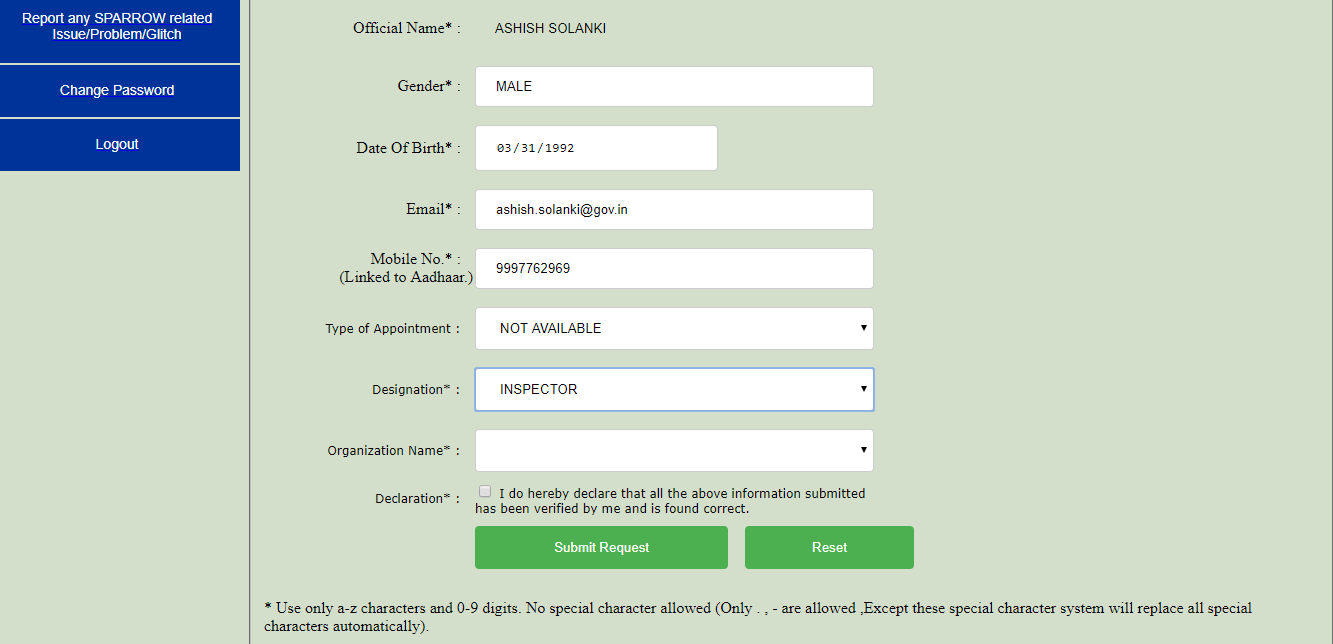 Report any SPARROW related
Issue/Problem/Glitch
Change Password
Logout
Official Name* : ASHISH SOLANKI
Gender* : MALE
Date Of Birth* : 03/31/1992
Email* : ashish.solanki@gov.in
Mobile No.* :
(Linked to Aadhaar.) 9997762969
Type of Appointment : NOT AVAILABLE
Designation* : INSPECTOR
Organization Name* :
Declaration* : I do hereby declare that all the above information submitted
has been verified by me and is found correct.
Submit Request Reset
* Use only a-z characters and 0-9 digits. No special character allowed (Only . , - are allowed ,Except these special character system will replace all special
characters automatically).